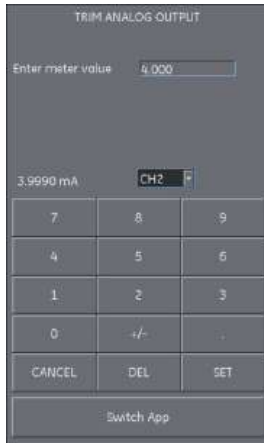 TRIM ANALOG OUTPUT
Enter meter value 4.000
3.9990 mA CH2
7 8 9
4 5 6
1 2 3
0 +/- .
CANCEL DEL SET
Switch App